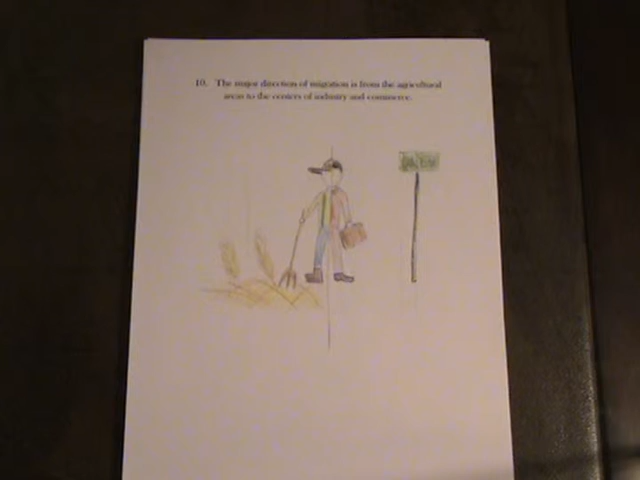 10. The major direction of migration is from the agricultural
areas to the centers of industry and commerce.